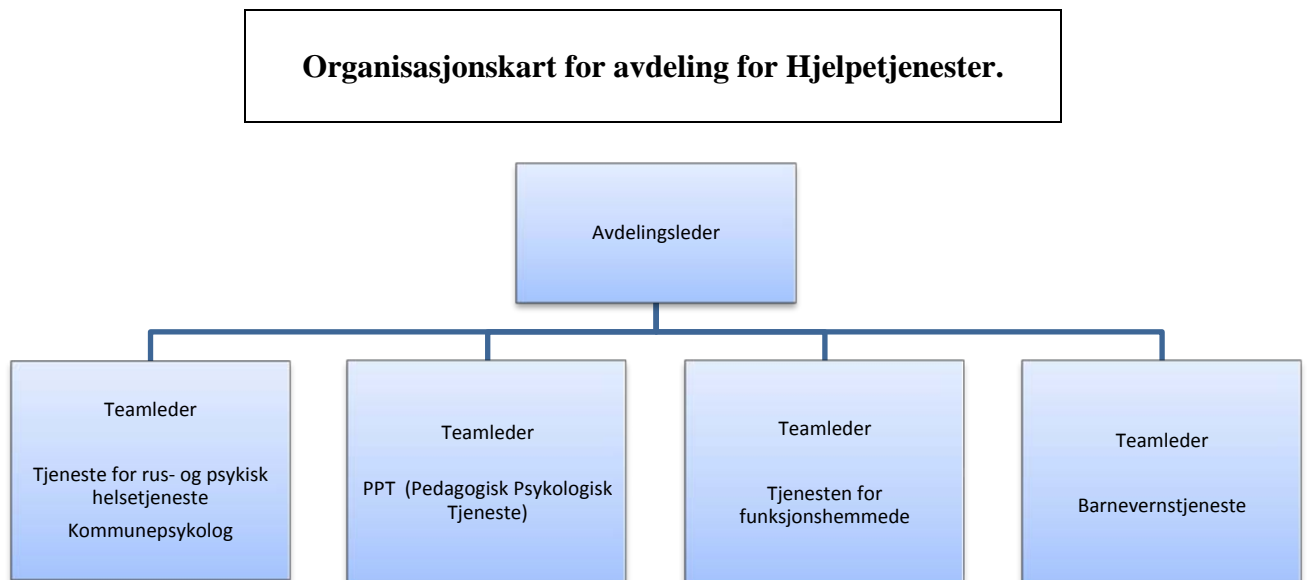 Organisasjonskart for avdeling for Hjelpetjenester.
Avdelingsleder
Teamleder
Tjeneste for rus- og psykisk
helsetjeneste
Kommunepsykolog
Teamleder
PPT (Pedagogisk Psykologisk
Tjeneste)
Teamleder
Tjenesten for
funksjonshemmede
Teamleder
Barnevernstjeneste